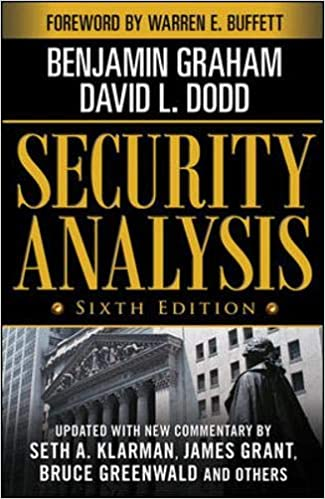 FOREWORD BY WARREN E. BUFFETT
BENJAMIN GRAHAM
DAVID L. DODD
SECURITY
ANALYSIS
SIXTH EDITION
UPDATED WITH NEW COMMENTARY BY
SETH A. KLARMAN, JAMES GRANT,
BRUCE GREENWALD AND OTHERS